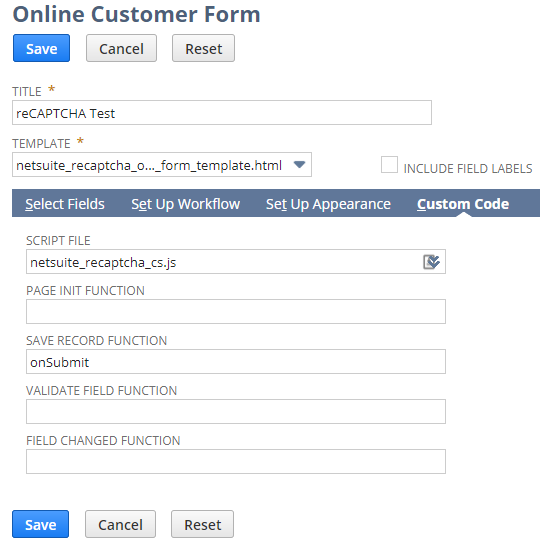 Online Customer Form
Save Cancel Reset
TITLE *
reCAPTCHA Test
TEMPLATE *
netsuite_recaptcha_o..._form_template.html INCLUDE FIELD LABELS
Select Fields Set Up Workflow Set Up Appearance Custom Code
SCRIPT FILE
netsuite_recaptcha_cs.js
PAGE INIT FUNCTION
SAVE RECORD FUNCTION
onSubmit
VALIDATE FIELD FUNCTION
FIELD CHANGED FUNCTION
Save Cancel Reset